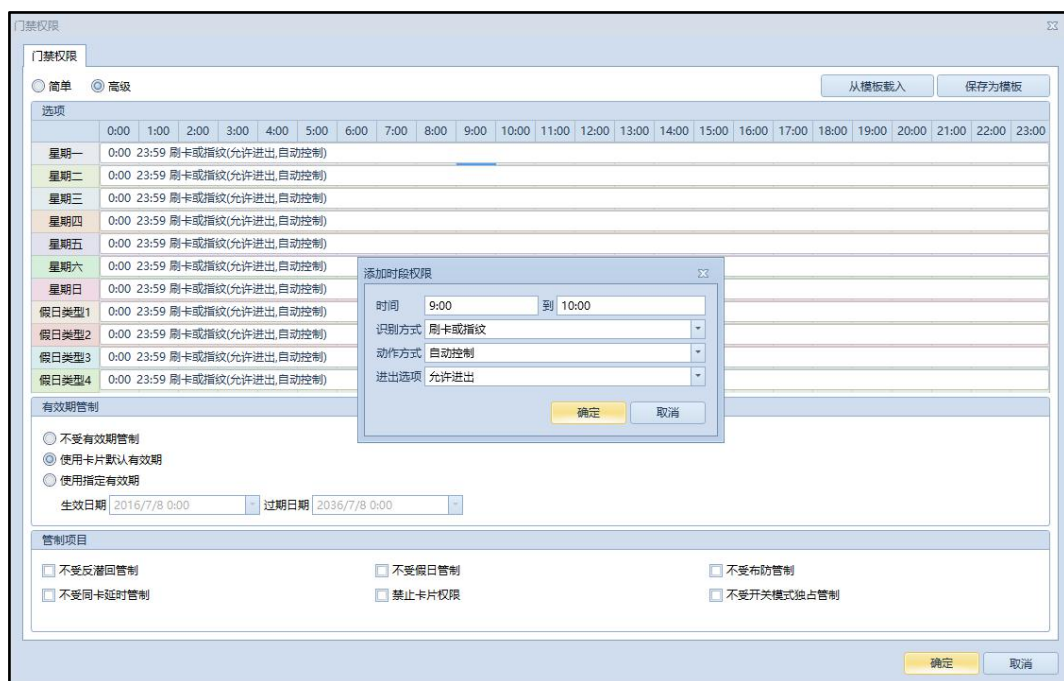 门禁权限
门禁权限
简单 高级 从模板载入 保存为模板
选项
0:00 1:00 2:00 3:00 4:00 5:00 6:00 7:00 8:00 9:00 10:00 11:00 12:00 13:00 14:00 15:00 16:00 17:00 18:00 19:00 20:00 21:00 22:00 23:00
星期一 0:00 23:59 刷卡或指纹(允许进出,自动控制)
星期二 0:00 23:59 刷卡或指纹(允许进出,自动控制)
星期三 0:00 23:59 刷卡或指纹(允许进出,自动控制)
星期四 0:00 23:59 刷卡或指纹(允许进出,自动控制)
星期五 0:00 23:59 刷卡或指纹(允许进出,自动控制)
星期六 0:00 23:59 刷卡或指纹(允许进出,自动控制)
星期日 0:00 23:59 刷卡或指纹(允许进出,自动控制)
假日类型1 0:00 23:59 刷卡或指纹(允许进出,自动控制)
假日类型2 0:00 23:59 刷卡或指纹(允许进出,自动控制)
假日类型3 0:00 23:59 刷卡或指纹(允许进出,自动控制)
假日类型4 0:00 23:59 刷卡或指纹(允许进出,自动控制)
添加时段权限
时间 9:00 到 10:00
识别方式 刷卡或指纹
动作方式 自动控制
进出选项 允许进出
确定 取消
有效期管制
不受有效期管制
使用卡片默认有效期
使用指定有效期
生效日期 2016/7/8 0:00 过期日期 2036/7/8 0:00
管制项目
不受反潜回管制 不受假日管制 不受布防管制
不受同卡延时管制 禁止卡片权限 不受开关模式独占管制
确定 取消